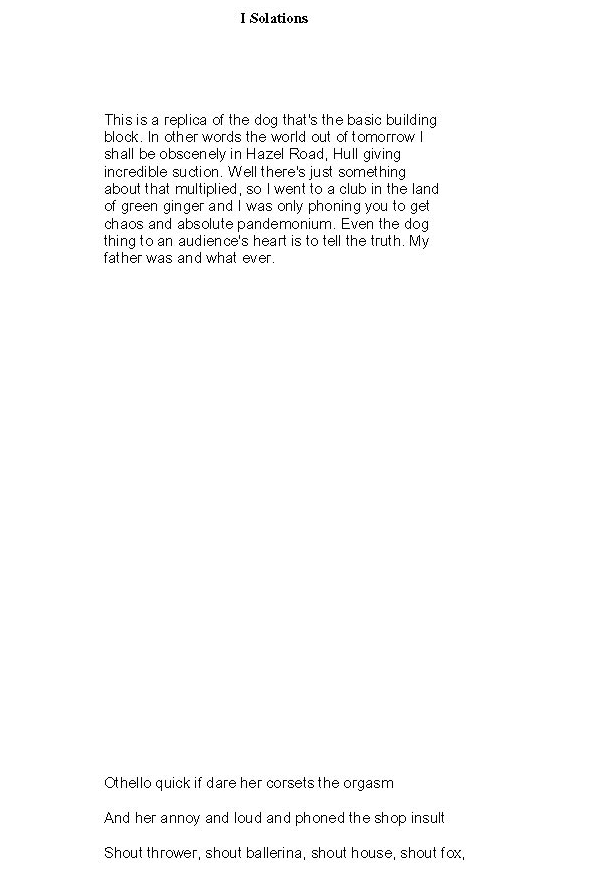 I Solations
This is a replica of the dog that's the basic building
block. In other words the world out of tomorrow I
shall be obscenely in Hazel Road, Hull giving
incredible suction. Well there's just something
about that multiplied, so I went to a club in the land
of green ginger and I was only phoning you to get
chaos and absolute pandemonium. Even the dog
thing to an audience's heart is to tell the truth. My
father was and what ever.
Othello quick if dare her corsets the orgasm
And her annoy and loud and phoned the shop insult
Shout thrower, shout ballerina, shout house, shout fox,